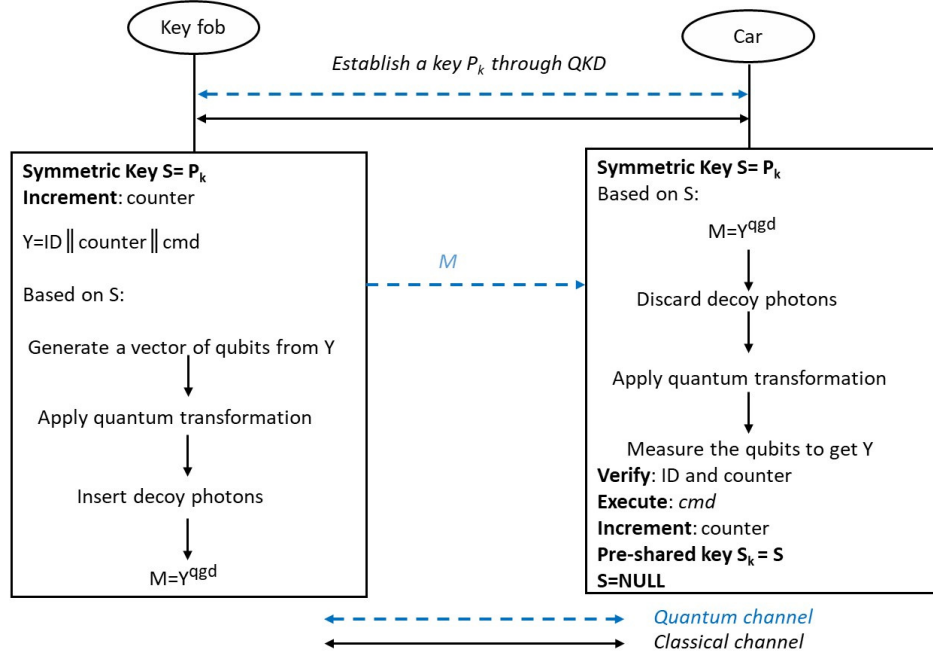 Key fob
Car
Establish a key Pk through QKD
Symmetric Key S= Pk
Increment: counter
Y=ID‖counter‖cmd
Based on S:
Generate a vector of qubits from Y
Apply quantum transformation
Insert decoy photons
M=Y^qgd
M
Symmetric Key S= Pk
Based on S:
M=Y^qgd
Discard decoy photons
Apply quantum transformation
Measure the qubits to get Y
Verify: ID and counter
Execute: cmd
Increment: counter
Pre-shared key Sk = S
S=NULL
Quantum channel
Classical channel